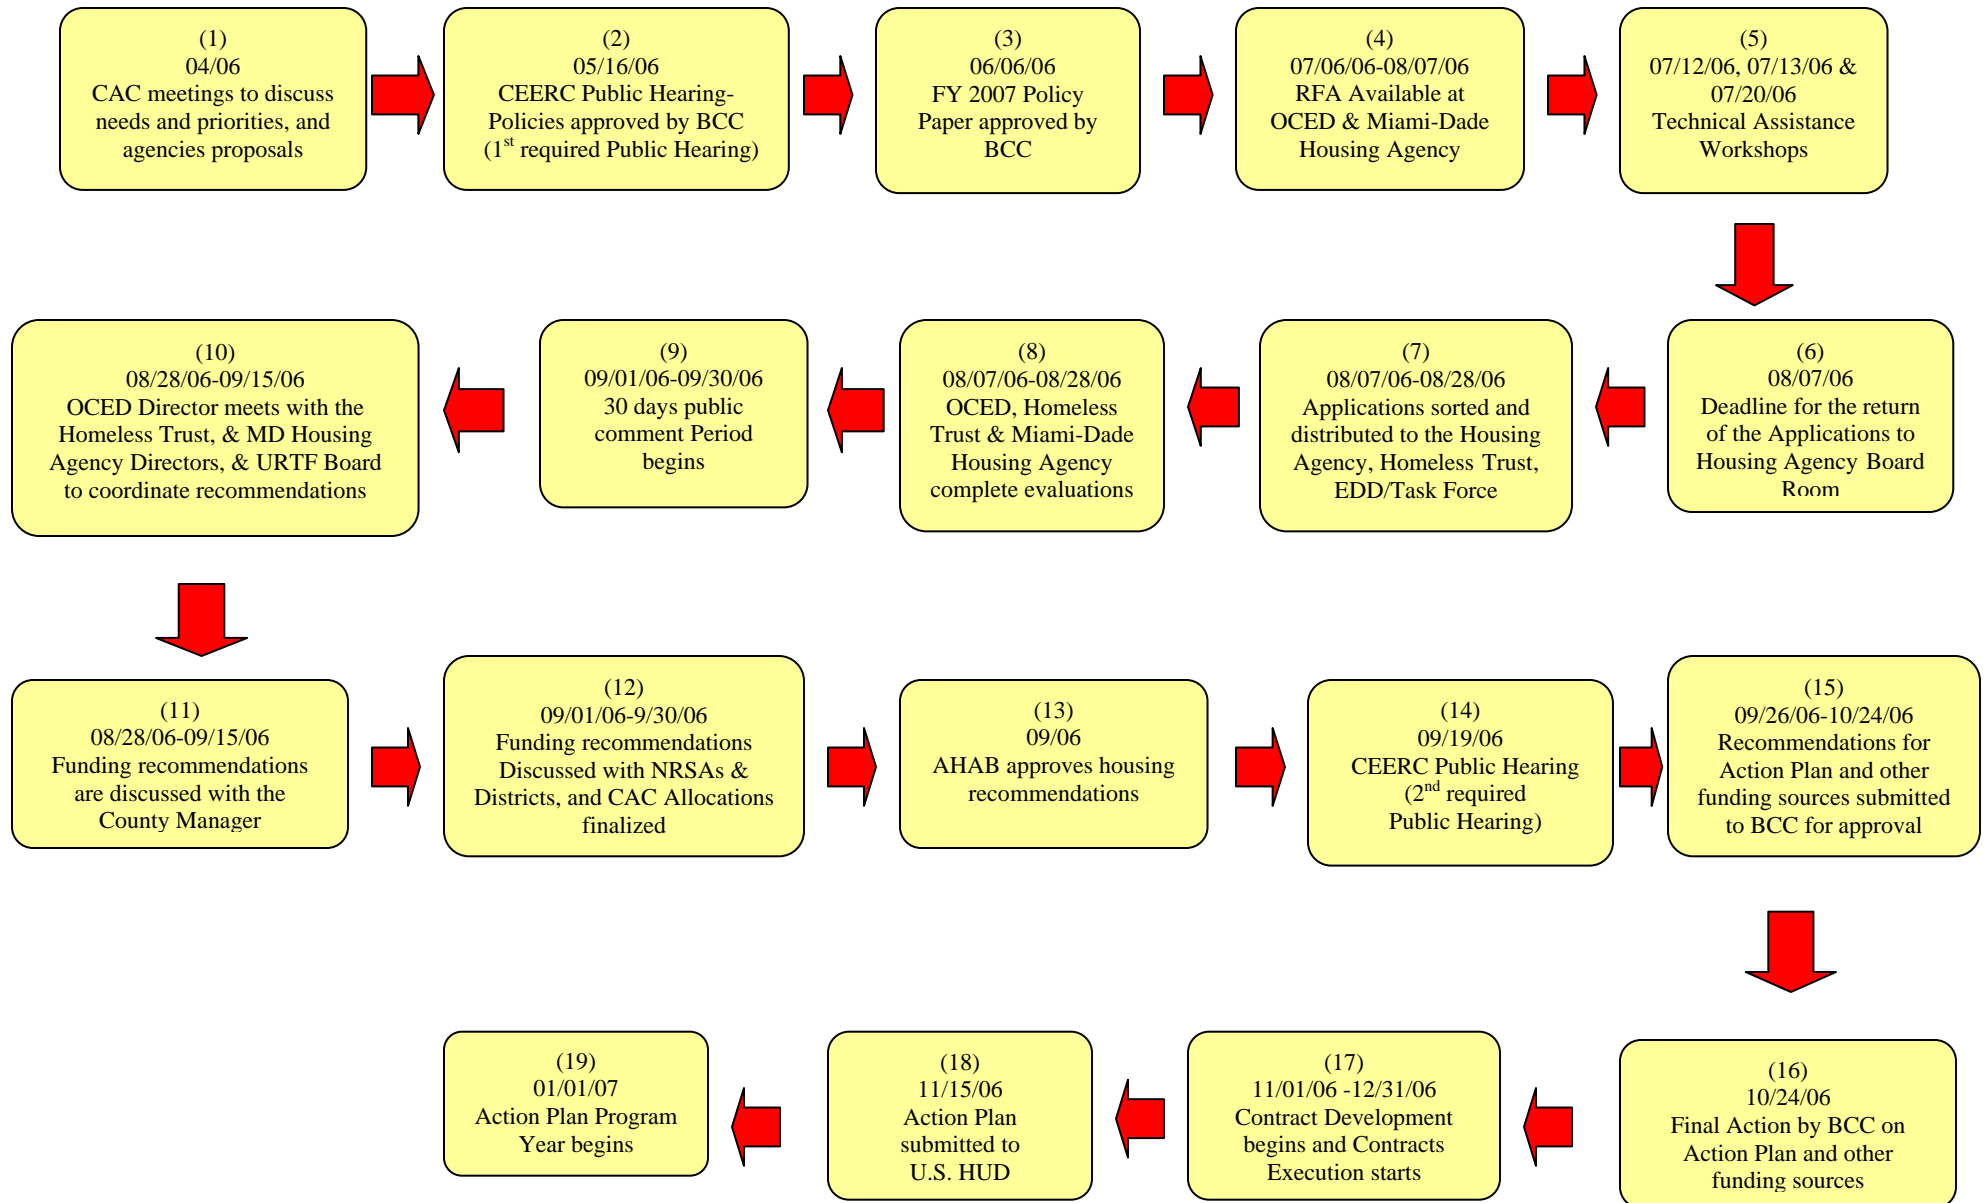 (1)
04/06
CAC meetings to discuss
needs and priorities, and
agencies proposals
(2)
05/16/06
CEERC Public Hearing-
Policies approved by BCC
(1st required Public Hearing)
(3)
06/06/06
FY 2007 Policy
Paper approved by
BCC
(4)
07/06/06-08/07/06
RFA Available at
OCED & Miami-Dade
Housing Agency
(5)
07/12/06, 07/13/06 &
07/20/06
Technical Assistance
Workshops
(6)
08/07/06
Deadline for the return
of the Applications to
Housing Agency Board
Room
(7)
08/07/06-08/28/06
Applications sorted and
distributed to the Housing
Agency, Homeless Trust,
EDD/Task Force
(8)
08/07/06-08/28/06
OCED, Homeless
Trust & Miami-Dade
Housing Agency
complete evaluations
(9)
09/01/06-09/30/06
30 days public
comment Period
begins
(10)
08/28/06-09/15/06
OCED Director meets with the
Homeless Trust, & MD Housing
Agency Directors, & URTF Board
to coordinate recommendations
(11)
08/28/06-09/15/06
Funding recommendations
are discussed with the
County Manager
(12)
09/01/06-9/30/06
Funding recommendations
Discussed with NRSAs &
Districts, and CAC Allocations
finalized
(13)
09/06
AHAB approves housing
recommendations
(14)
09/19/06
CEERC Public Hearing
(2nd required
Public Hearing)
(15)
09/26/06-10/24/06
Recommendations for
Action Plan and other
funding sources submitted
to BCC for approval
(16)
10/24/06
Final Action by BCC on
Action Plan and other
funding sources
(17)
11/01/06 -12/31/06
Contract Development
begins and Contracts
Execution starts
(18)
11/15/06
Action Plan
submitted to
U.S. HUD
(19)
01/01/07
Action Plan Program
Year begins